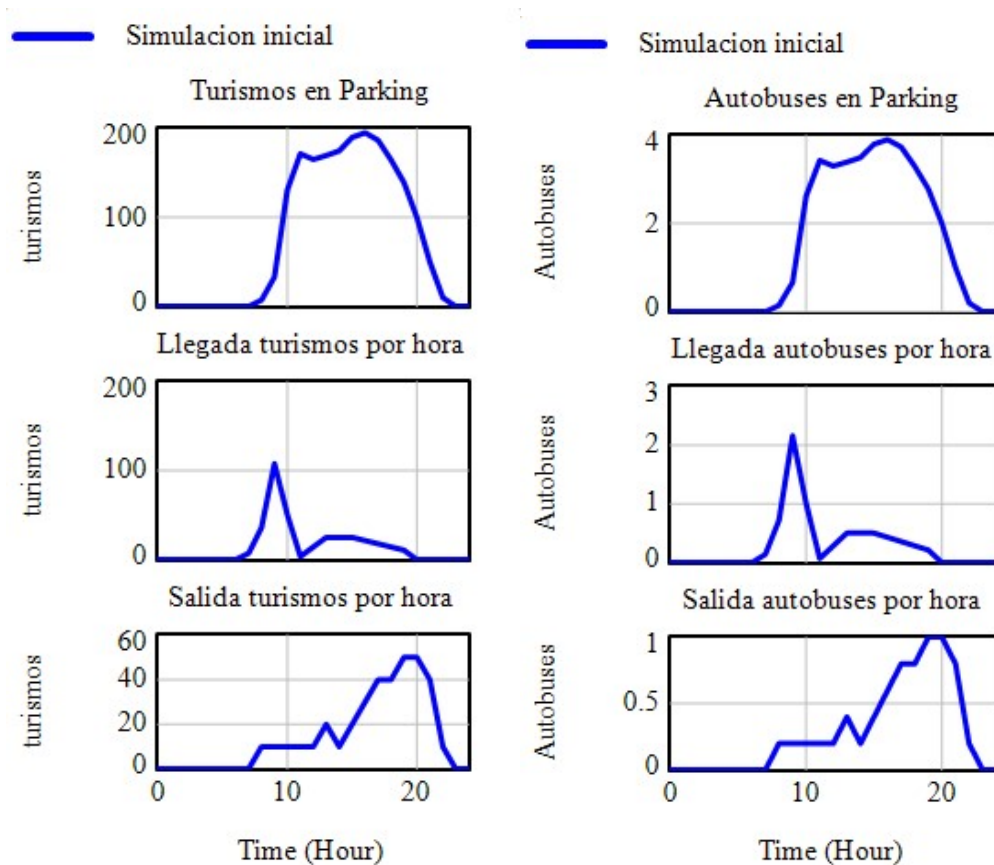 Simulacion inicial
Turismos en Parking
200
turismos
100
0
Llegada turismos por hora
200
turismos
100
0
Salida turismos por hora
60
40
turismos
20
0
0 10 20
Time (Hour)
Simulacion inicial
Autobuses en Parking
4
Autobuses
2
0
Llegada autobuses por hora
3
2
Autobuses
1
0
Salida autobuses por hora
1
Autobuses
0.5
0
0 10 20
Time (Hour)